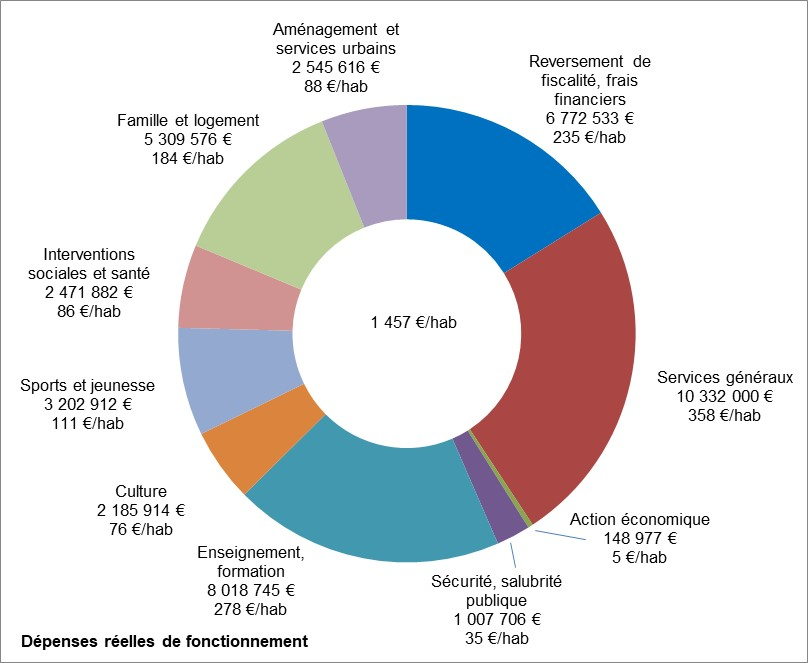 Aménagement et
services urbains
2 545 616 €
88 €/hab
Reversement de
fiscalité, frais
financiers
6 772 533 €
235 €/hab
Famille et logement
5 309 576 €
184 €/hab
Interventions
sociales et santé
2 471 882 €
86 €/hab
1 457 €/hab
Services généraux
10 332 000 €
358 €/hab
Sports et jeunesse
3 202 912 €
111 €/hab
Culture
2 185 914 €
76 €/hab
Action économique
148 977 €
5 €/hab
Enseignement,
formation
8 018 745 €
278 €/hab
Sécurité, salubrité
publique
1 007 706 €
35 €/hab
Dépenses réelles de fonctionnement